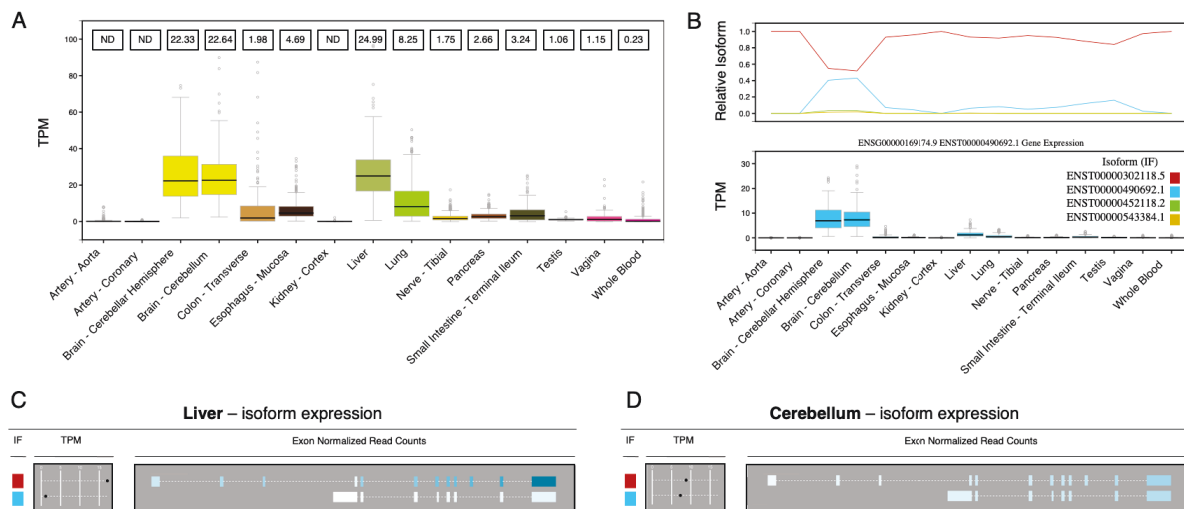 A
ND ND 22.33 22.64 1.98 4.69 ND 24.99 8.25 1.75 2.66 3.24 1.06 1.15 0.23
100
80
60
40
20
0
TPM
Artery - Aorta
Artery - Coronary
Brain - Cerebellar Hemisphere
Brain - Cerebellum
Colon - Transverse
Esophagus - Mucosa
Kidney - Cortex
Liver
Lung
Nerve - Tibial
Pancreas
Small Intestine - Terminal Ileum
Testis
Vagina
Whole Blood
B
Relative Isoform
1.0
0.8
0.6
0.4
0.2
0.0
ENSG00000169174.9 ENST00000490692.1 Gene Expression
TPM
30
20
10
0
Isoform (IF)
ENST00000302118.5
ENST00000490692.1
ENST00000452118.2
ENST00000543384.1
Artery - Aorta
Artery - Coronary
Brain - Cerebellar Hemisphere
Brain - Cerebellum
Colon - Transverse
Esophagus - Mucosa
Kidney - Cortex
Liver
Lung
Nerve - Tibial
Pancreas
Small Intestine - Terminal Ileum
Testis
Vagina
Whole Blood
C
Liver – isoform expression
IF TPM Exon Normalized Read Counts
D
Cerebellum – isoform expression
IF TPM Exon Normalized Read Counts